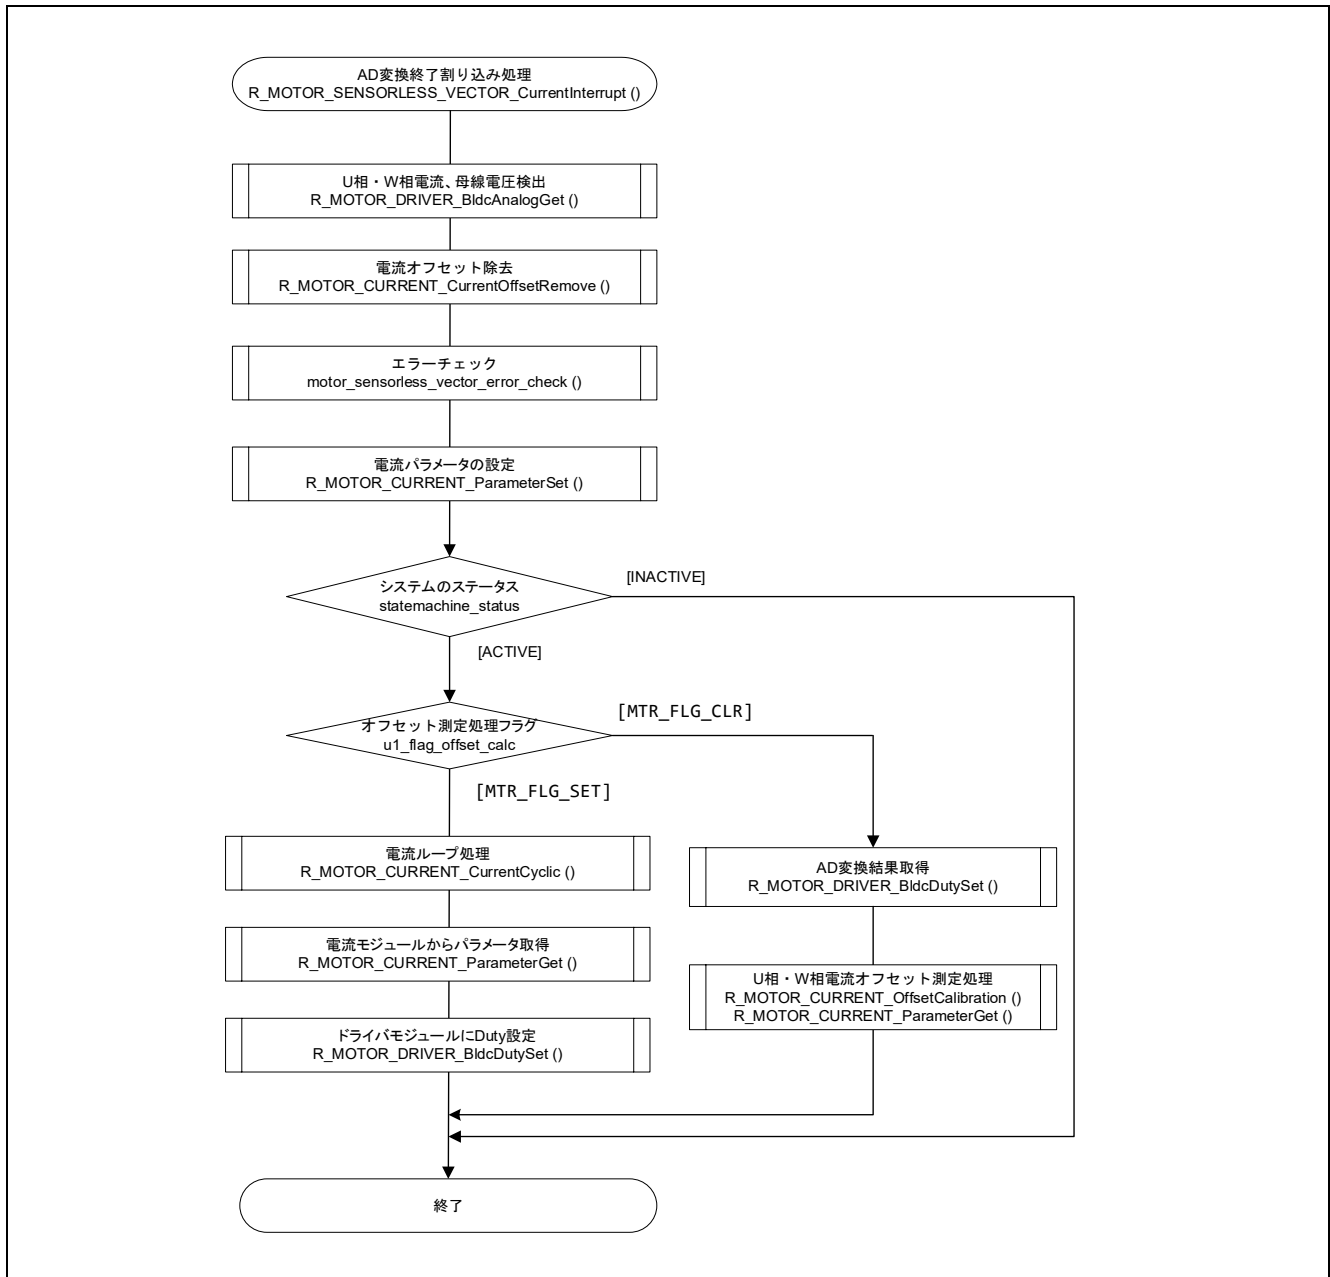 AD変換終了割り込み処理
R_MOTOR_SENSORLESS_VECTOR_CurrentInterrupt ()
U相・W相電流、母線電圧検出
R_MOTOR_DRIVER_BldcAnalogGet ()
電流オフセット除去
R_MOTOR_CURRENT_CurrentOffsetRemove ()
エラーチェック
motor_sensorless_vector_error_check ()
電流パラメータの設定
R_MOTOR_CURRENT_ParameterSet ()
システムのステータス
statemachine_status
[INACTIVE]
[ACTIVE]
オフセット測定処理フラグ
u1_flag_offset_calc
[MTR_FLG_CLR]
[MTR_FLG_SET]
電流ループ処理
R_MOTOR_CURRENT_CurrentCyclic ()
電流モジュールからパラメータ取得
R_MOTOR_CURRENT_ParameterGet ()
ドライバモジュールにDuty設定
R_MOTOR_DRIVER_BldcDutySet ()
AD変換結果取得
R_MOTOR_DRIVER_BldcDutySet ()
U相・W相電流オフセット測定処理
R_MOTOR_CURRENT_OffsetCalibration ()
R_MOTOR_CURRENT_ParameterGet ()
終了